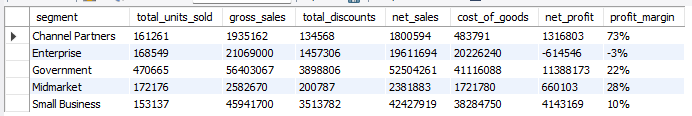 segment total_units_sold gross_sales total_discounts net_sales cost_of_goods net_profit profit_margin
Channel Partners 161261 1935162 134568 1800594 483791 1316803 73%
Enterprise 168549 21069000 1457306 19611694 20226240 -614546 -3%
Government 470665 56403067 3898806 52504261 41116088 11388173 22%
Midmarket 172176 2582670 200787 2381883 1721780 660103 28%
Small Business 153137 45941700 3513782 42427919 38284750 4143169 10%